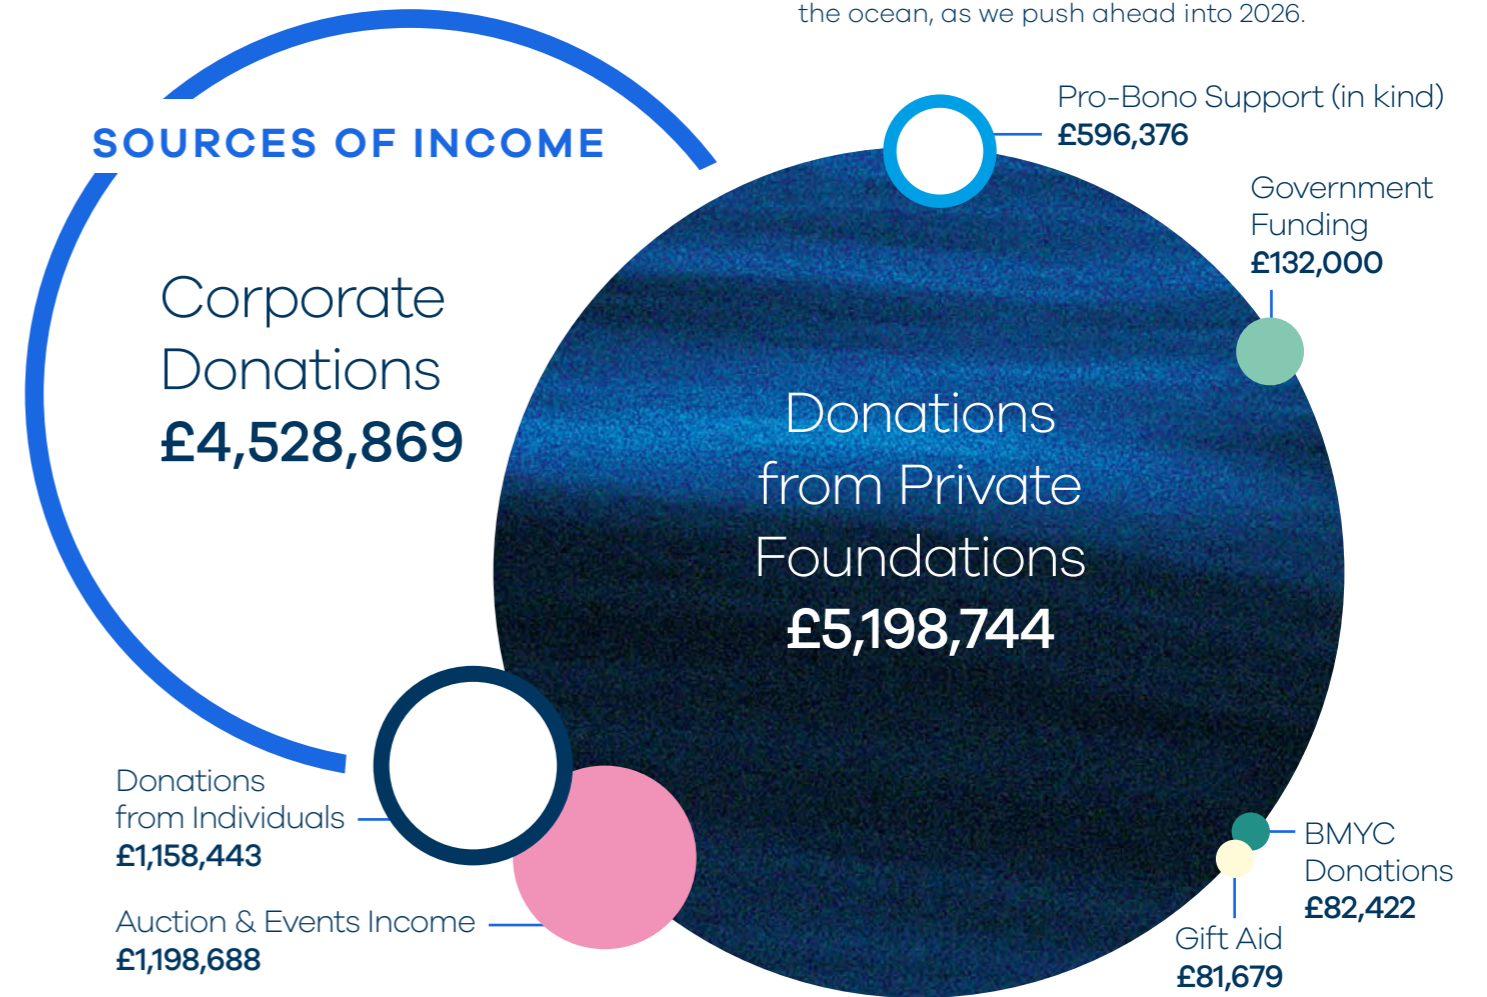 the ocean, as we push ahead into 2026.
SOURCES OF INCOME
Corporate
Donations
£4,528,869
Pro-Bono Support (in kind)
£596,376
Government
Funding
£132,000
Donations
from Private
Foundations
£5,198,744
Donations
from Individuals
£1,158,443
Auction & Events Income
£1,198,688
BMYC
Donations
£82,422
Gift Aid
£81,679